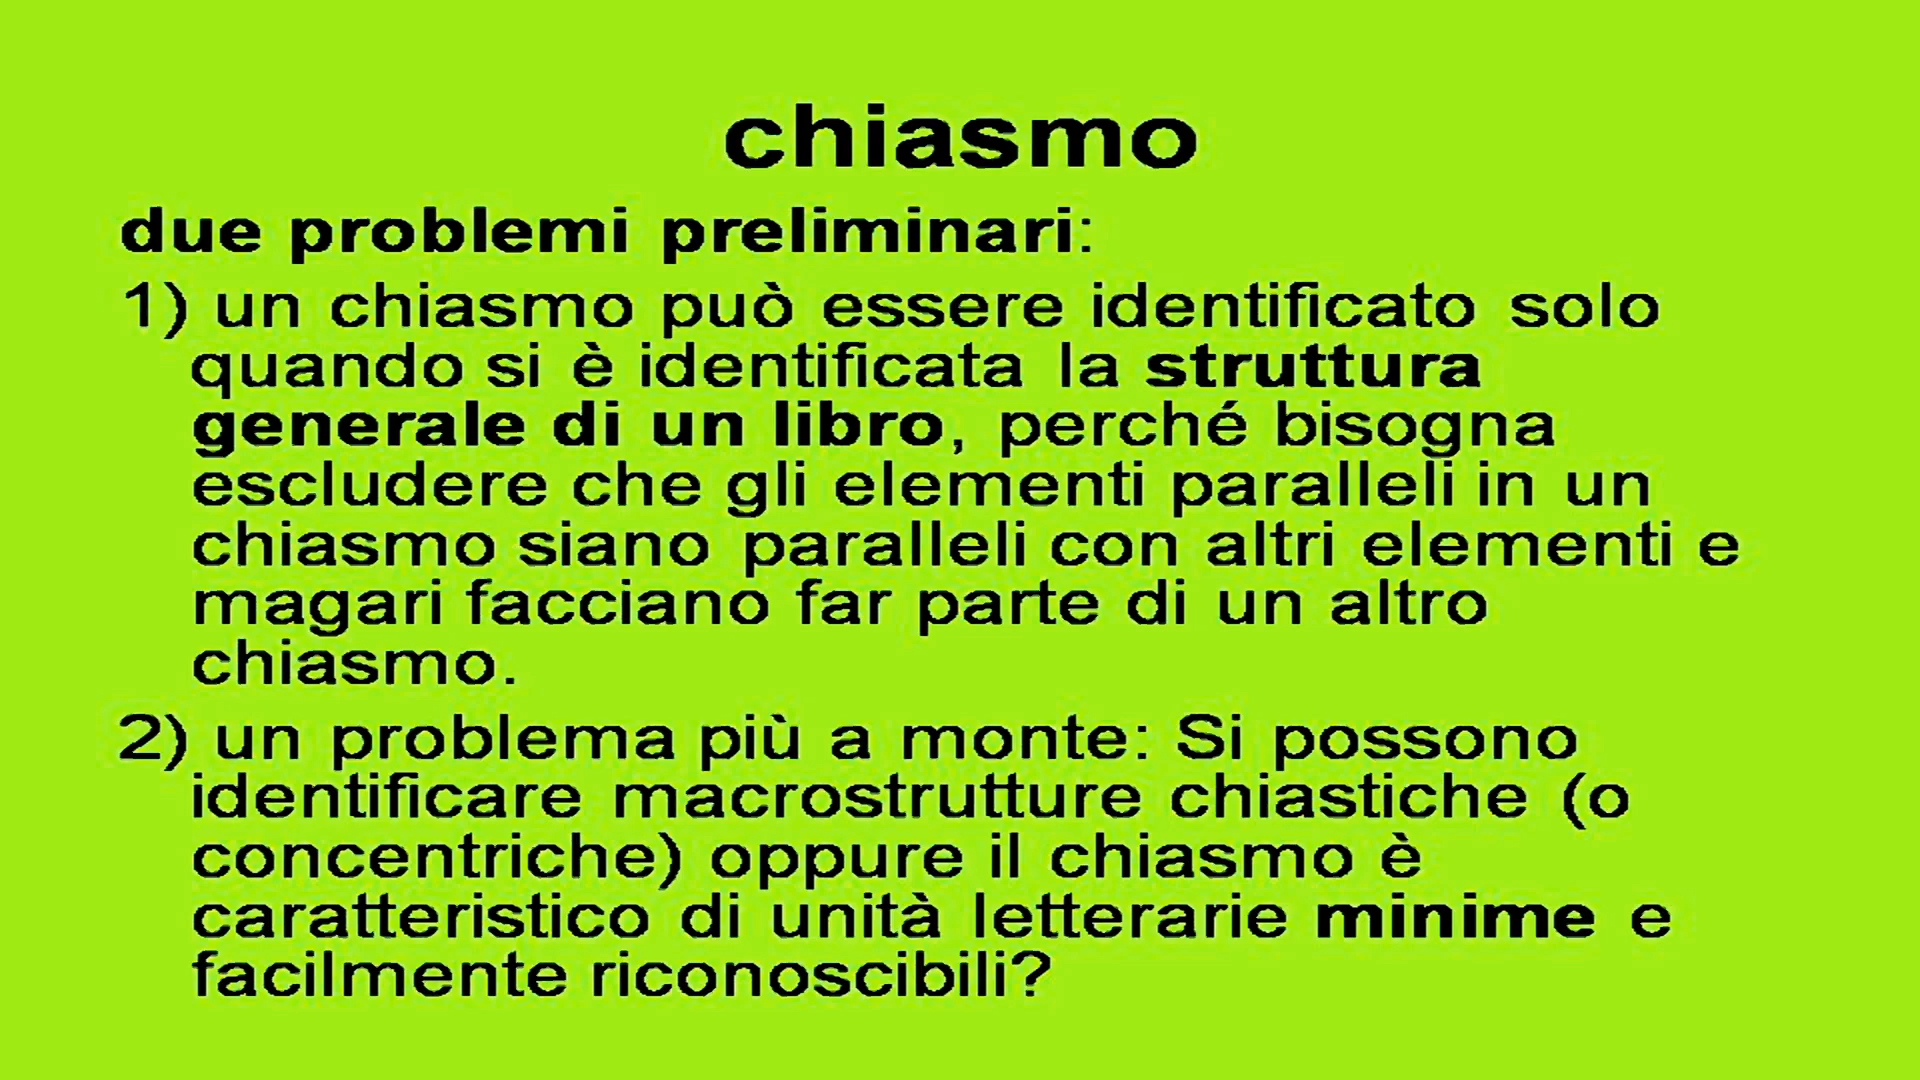 chiasmo
due problemi preliminari:
1) un chiasmo può essere identificato solo
quando si è identificata la struttura
generale di un libro, perché bisogna
escludere che gli elementi paralleli in un
chiasmo siano paralleli con altri elementi e
magari facciano far parte di un altro
chiasmo.
2) un problema più a monte: Si possono
identificare macrostrutture chiastiche (o
concentriche) oppure il chiasmo è
caratteristico di unità letterarie minime e
facilmente riconoscibili?